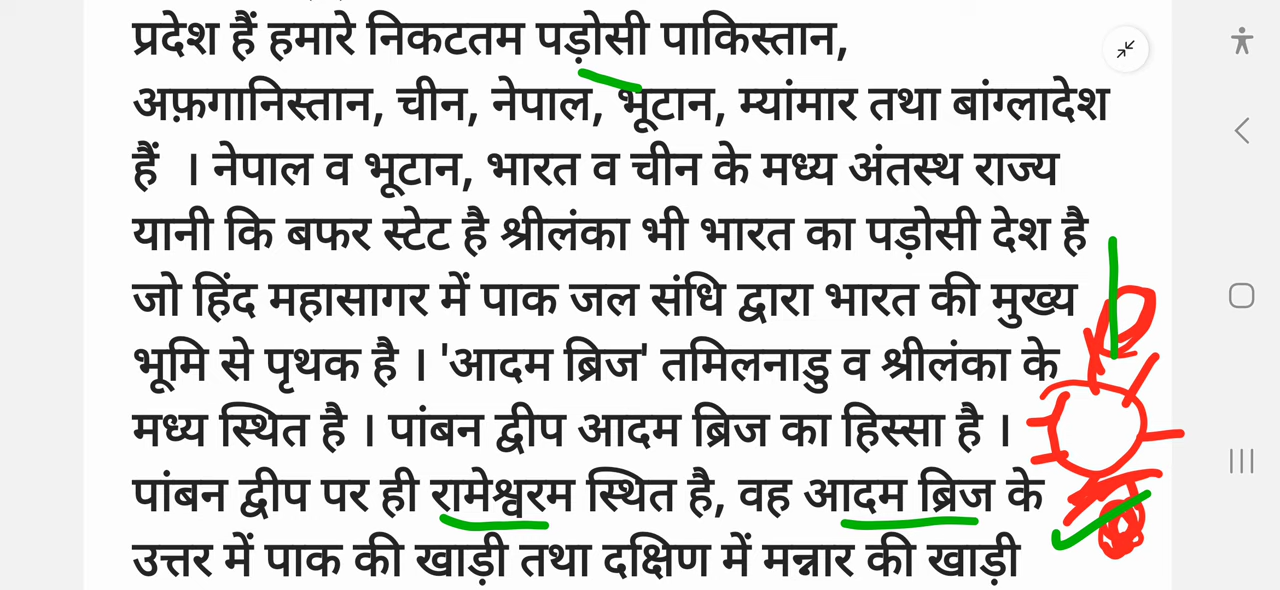 प्रदेश हैं हमारे निकटतम पड़ोसी पाकिस्तान,
अफ़गानिस्तान, चीन, नेपाल, भूटान, म्यांमार तथा बांग्लादेश
हैं । नेपाल व भूटान, भारत व चीन के मध्य अंतस्थ राज्य
यानी कि बफर स्टेट है श्रीलंका भी भारत का पड़ोसी देश है
जो हिंद महासागर में पाक जल संधि द्वारा भारत की मुख्य
भूमि से पृथक है । 'आदम ब्रिज' तमिलनाडु व श्रीलंका के
मध्य स्थित है । पांबन द्वीप आदम ब्रिज का हिस्सा है ।
पांबन द्वीप पर ही रामेश्वरम स्थित है, वह आदम ब्रिज के
उत्तर में पाक की खाड़ी तथा दक्षिण में मन्नार की खाड़ी